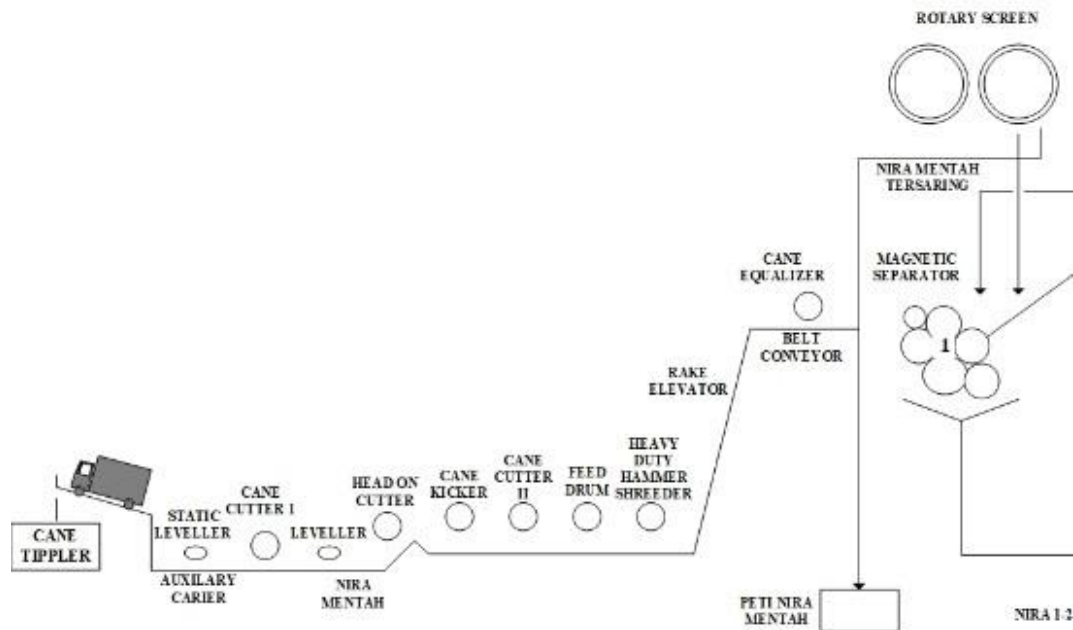 ROTARY SCREEN
NIRA MENTAH
TERSARING
CANE
EQUALIZER
MAGNETIC
SEPARATOR
1
BELT
CONVEYOR
RAKE
ELEVATOR
HEAVY
DUTY
HAMMER
SHREEDER
FEED
DRUM
CANE
CUTTER
II
CANE
KICKER
HEAD ON
CUTTER
CANE
CUTTER I
STATIC
LEVELLER
LEVELLER
CANE
TIPPLER
AUXILARY
CARIER
NIRA
MENTAH
PETI NIRA
MENTAH
NIRA 1-2